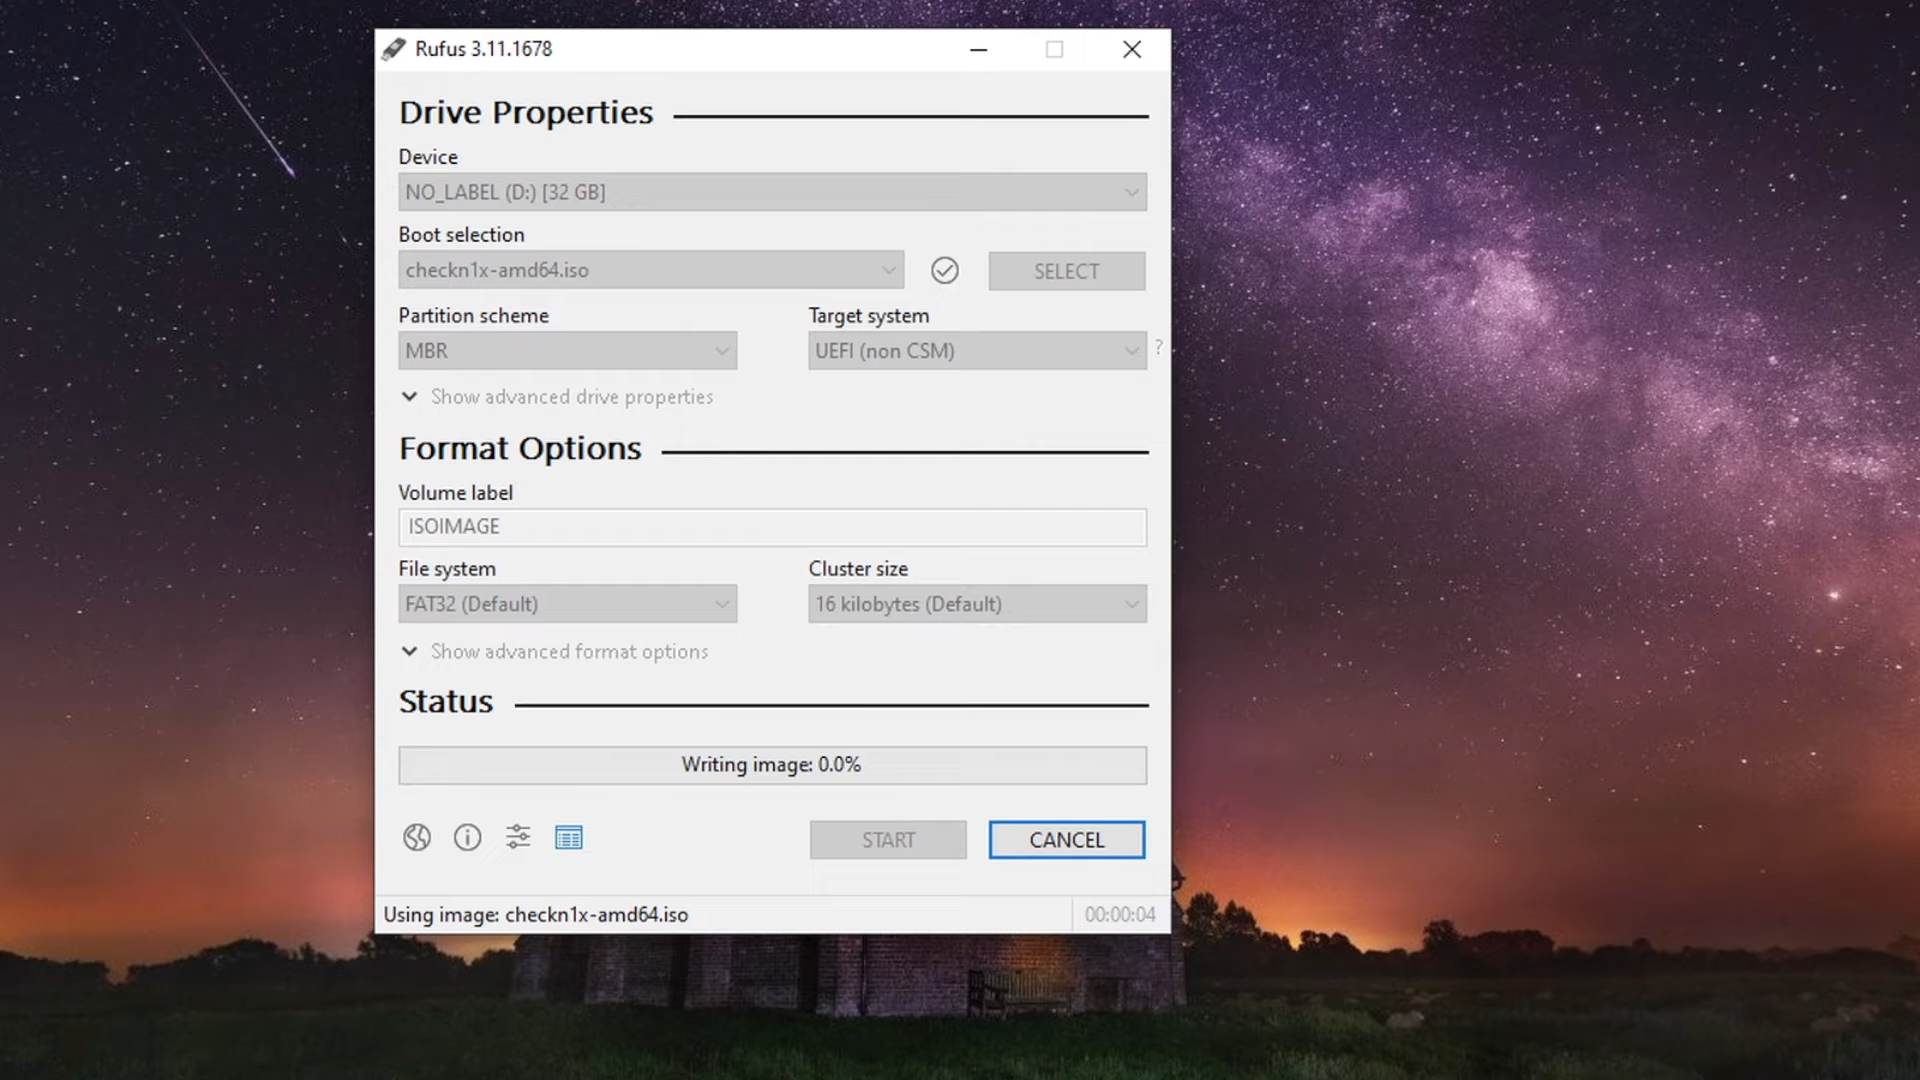 Rufus 3.11.1678
Drive Properties
Device
NO_LABEL (D:) [32 GB]
Boot selection
checkn1x-amd64.iso
SELECT
Partition scheme
Target system
MBR
UEFI (non CSM)
?
Show advanced drive properties
Format Options
Volume label
ISOIMAGE
File system
Cluster size
FAT32 (Default)
16 kilobytes (Default)
Show advanced format options
Status
Writing image: 0.0%
START
CANCEL
Using image: checkn1x-amd64.iso
00:00:04